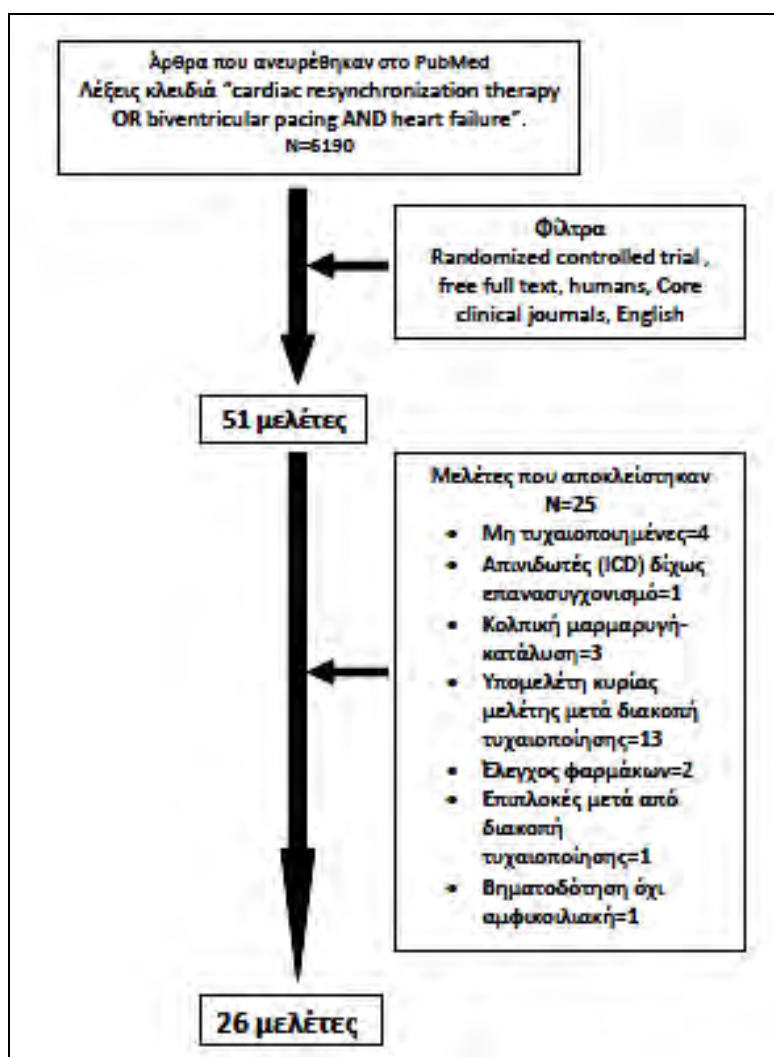 Άρθρα που ανευρέθηκαν στο PubMed
Λέξεις κλειδιά “cardiac resynchronization therapy
OR biventricular pacing AND heart failure”.
N=6190
Φίλτρα
Randomized controlled trial ,
free full text, humans, Core
clinical journals, English
51 μελέτες
Μελέτες που αποκλείστηκαν
N=25
• Μη τυχαιοποιημένες=4
• Απινιδωτές (ICD) δίχως
επανασυγχονισμό=1
• Κολπική μαρμαρυγή-
κατάλυση=3
• Υπομελέτη κυρίας
μελέτης μετά διακοπή
τυχαιοποίησης=13
• Έλεγχος φαρμάκων=2
• Επιπλοκές μετά από
διακοπή
τυχαιοποίησης=1
• Βηματοδότηση όχι
αμφικοιλιακή=1
26 μελέτες